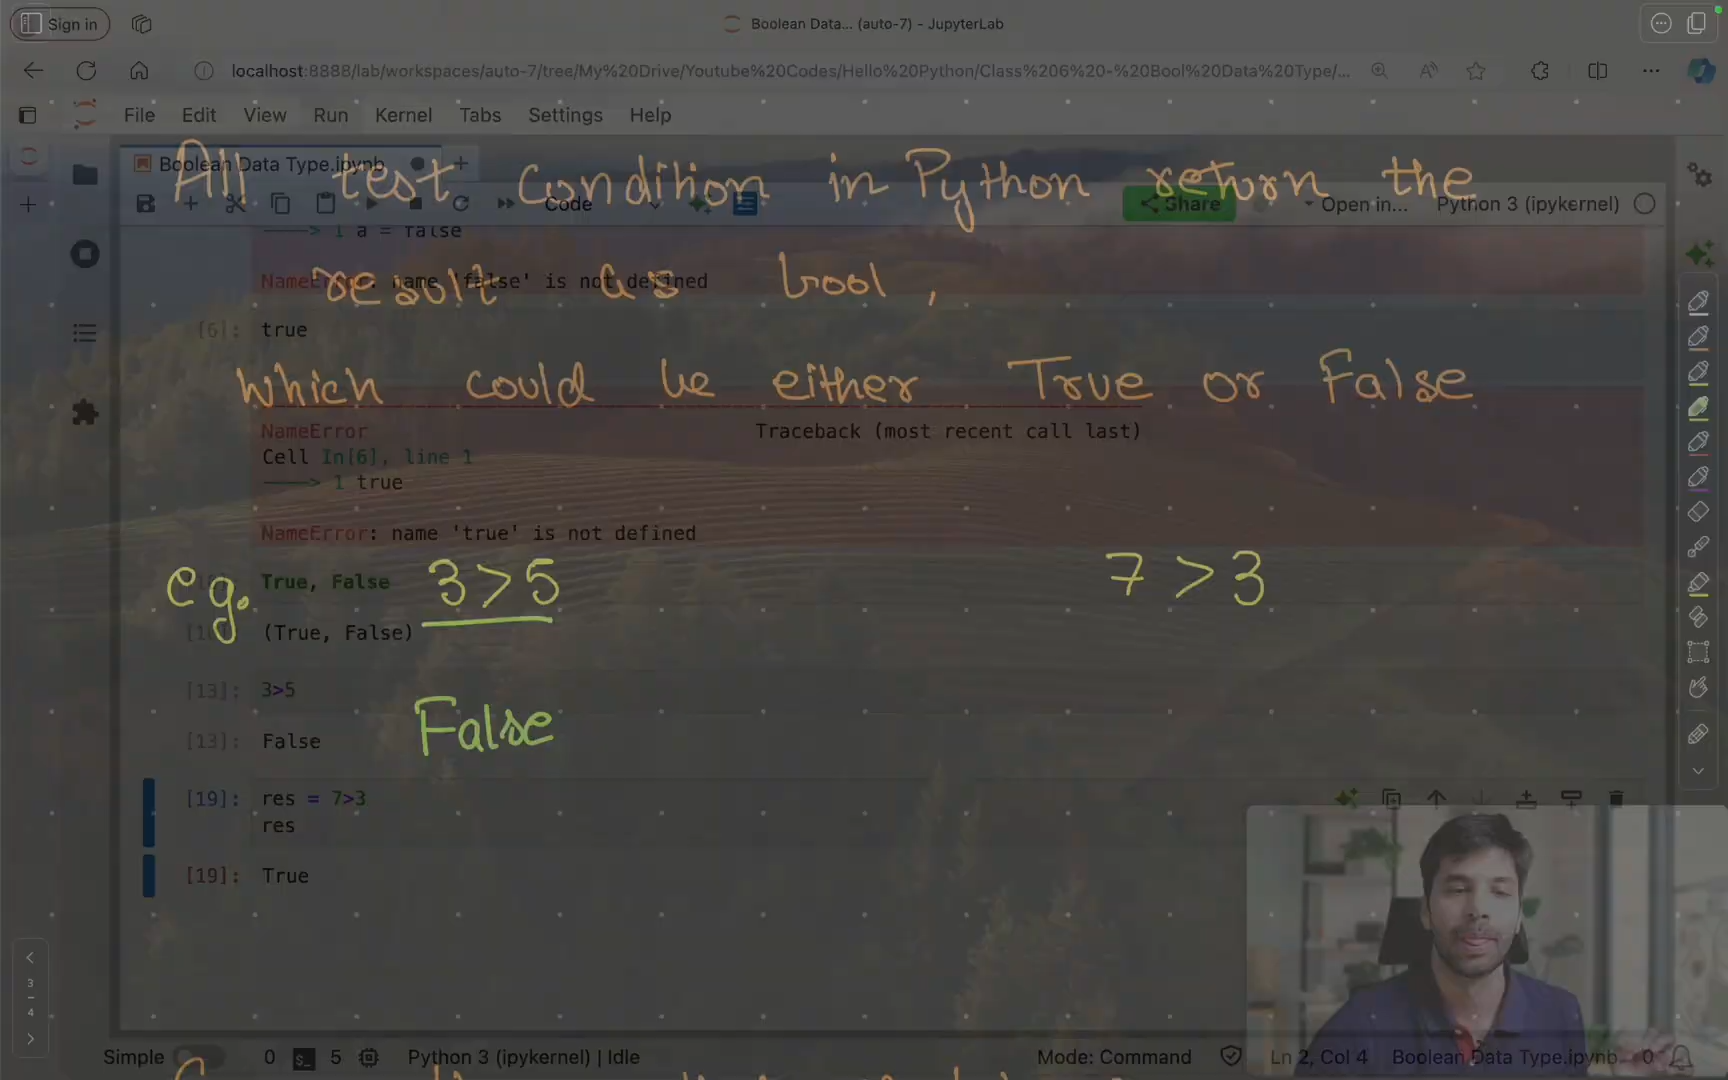 Sign in
Boolean Data... (auto-7) - JupyterLab
localhost:8888/lab/workspaces/auto-7/tree/My%20Drive/Youtube%20Codes/Hello%20Python/Class%206%20-%20Bool%20Data%20Type/...
File Edit View Run Kernel Tabs Settings Help
Boolean Data Type.ipynb
All test condition in Python return the
Code
Share
Open in...
Python 3 (ipykernel)
----> 1 a = false
NameError: name 'false' is not defined
result as bool,
[6]: true
which could be either True or False
NameError Traceback (most recent call last)
Cell In[6], line 1
----> 1 true
NameError: name 'true' is not defined
eg. 3>5 7>3
True, False
(True, False)
[13]: 3>5
False
[13]: False
[19]: res = 7>3
res
[19]: True
3
4
Simple 0 5 Python 3 (ipykernel) | Idle Mode: Command Ln 2, Col 4 Boolean Data Type.ipynb 0